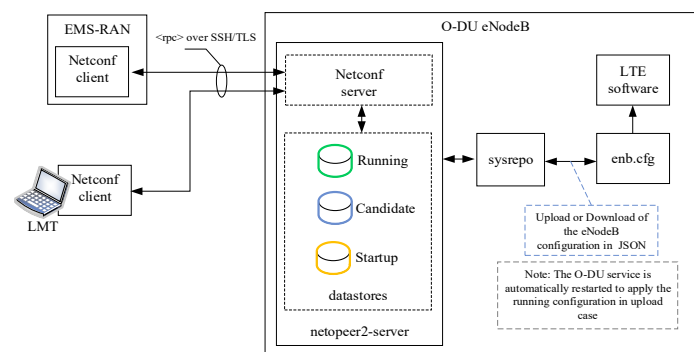 EMS-RAN
Netconf
client
<rpc> over SSH/TLS
O-DU eNodeB
Netconf
server
LTE
software
Running
Candidate
Startup
datastores
netopeer2-server
sysrepo
enb.cfg
Netconf
client
LMT
Upload or Download of
the eNodeB
configuration in  JSON
Note: The O-DU service is
automatically restarted to apply the
running configuration in upload
case